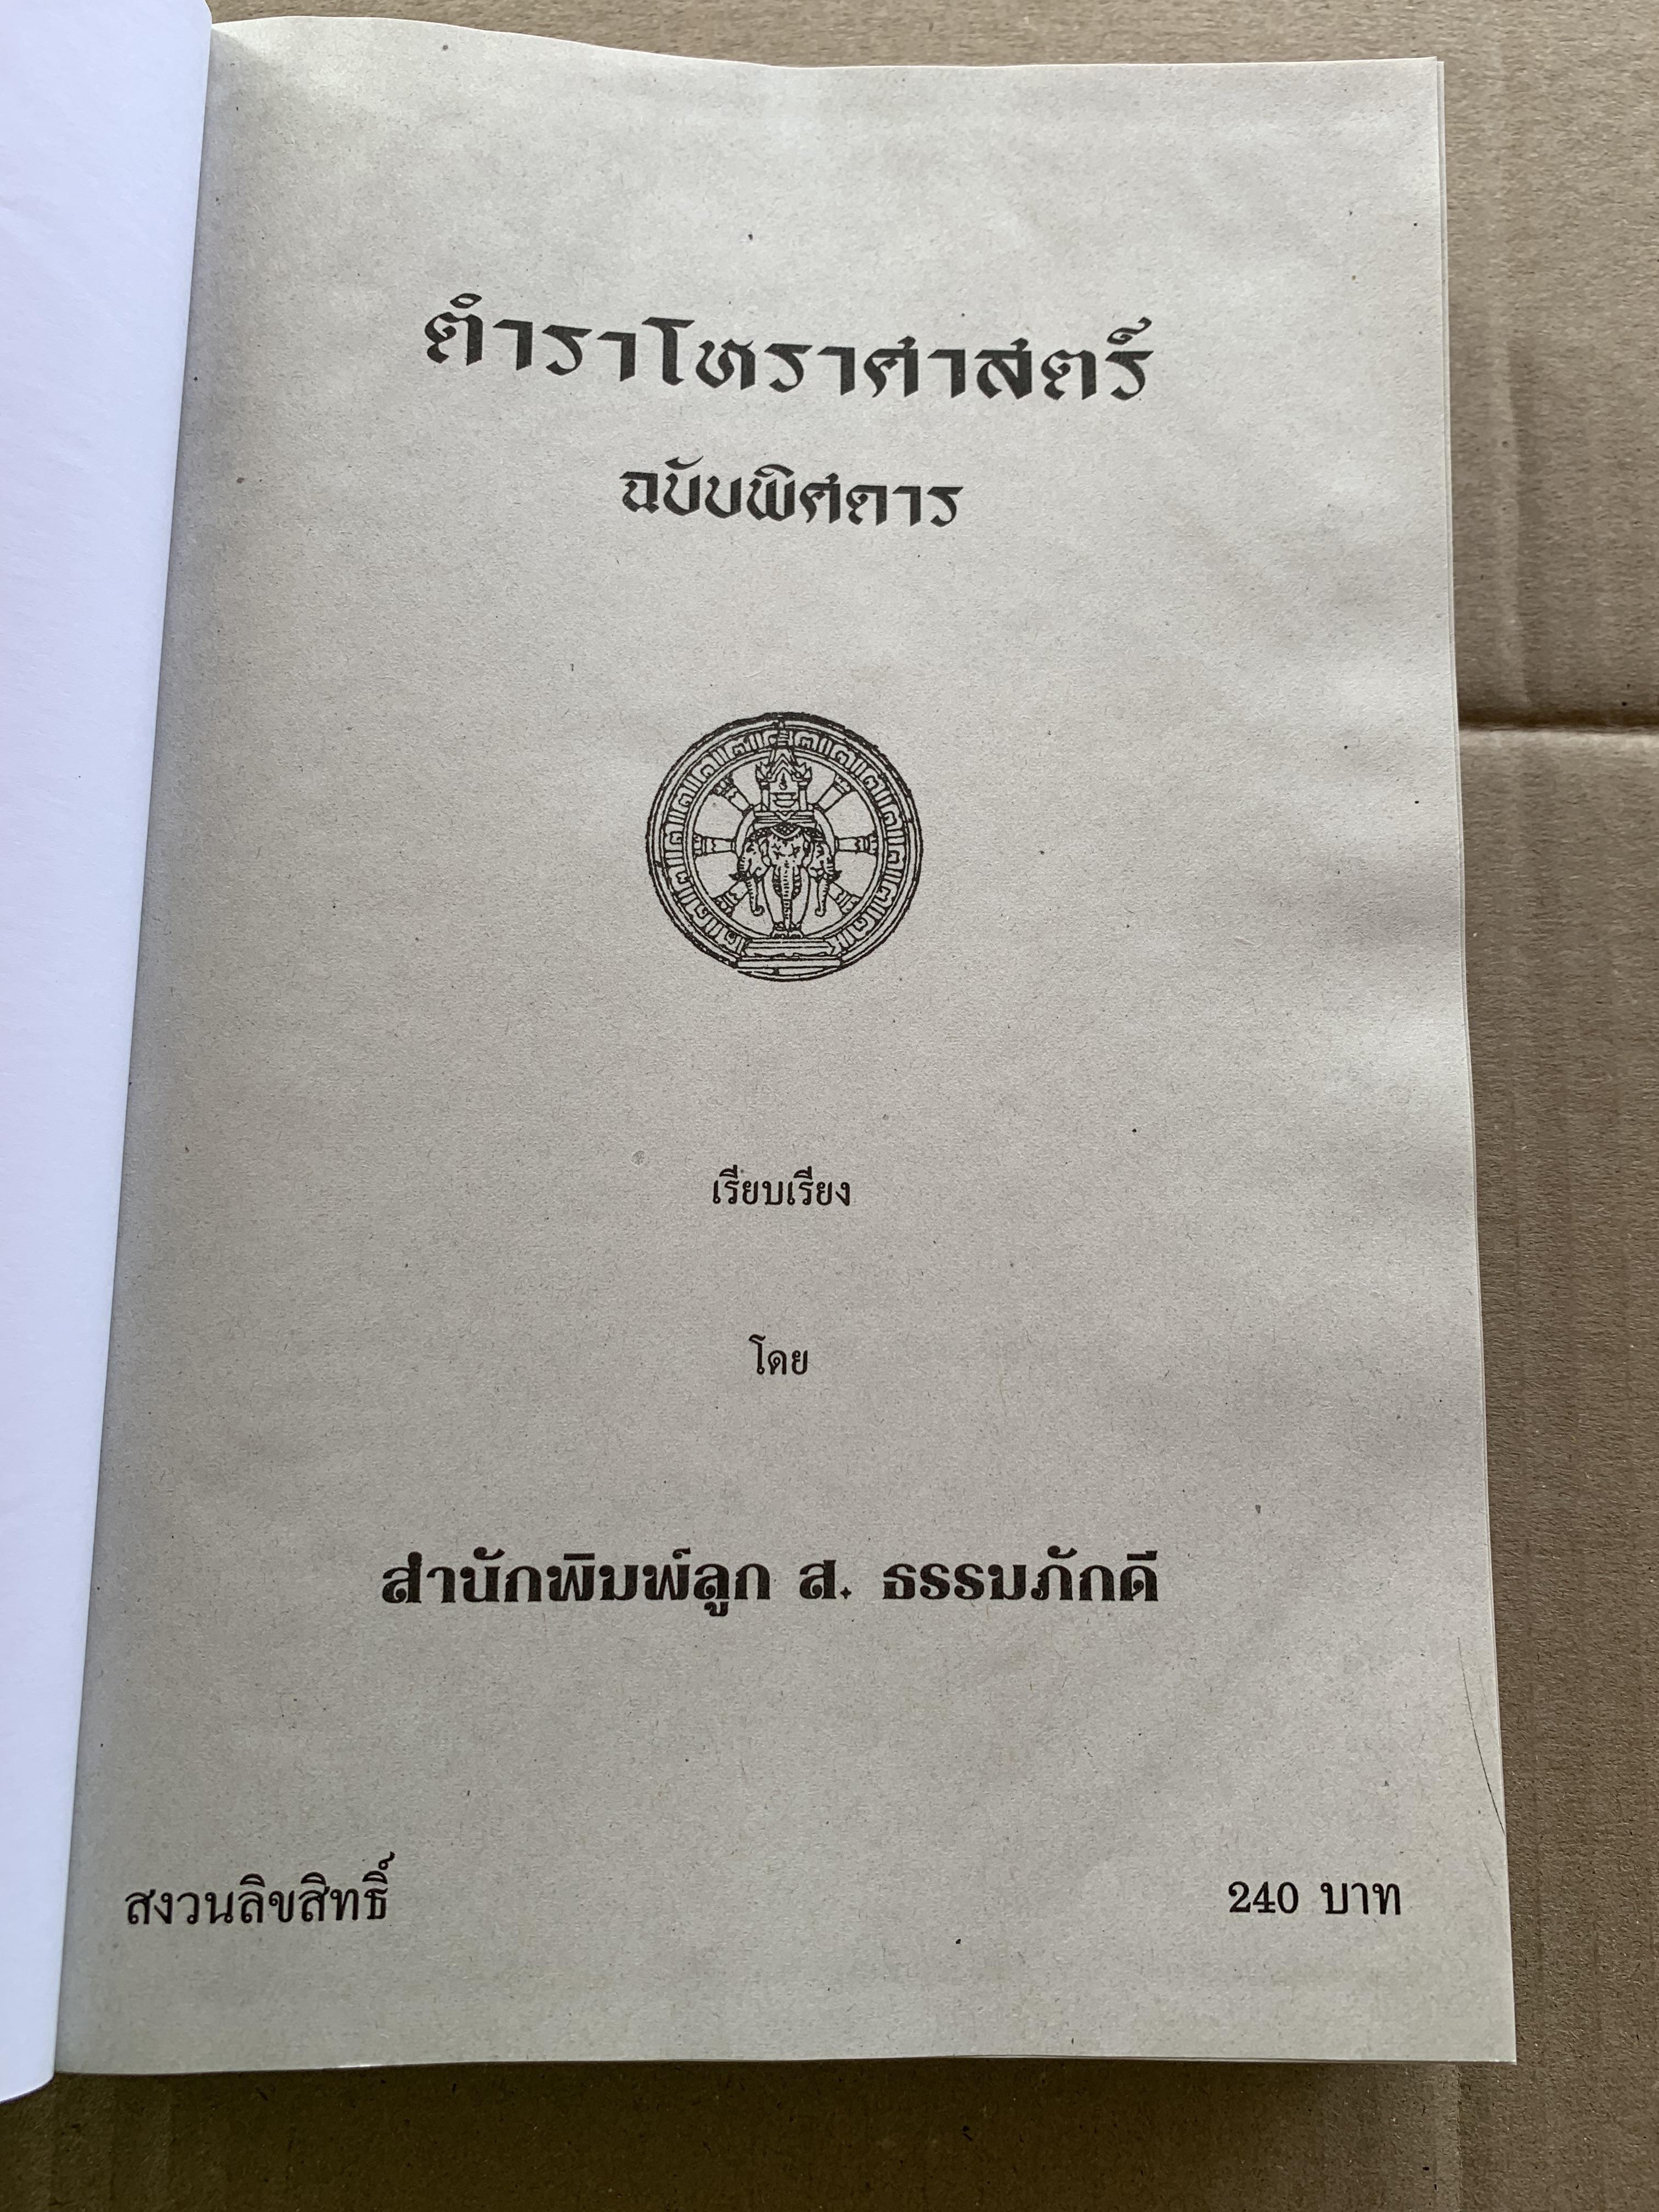 ตำราโหราศาสตร์
ฉบับพิศดาร
เรียบเรียง
โดย
สำนักพิมพ์ลูก ส. ธรรมภักดี
สงวนลิขสิทธิ์
240 บาท